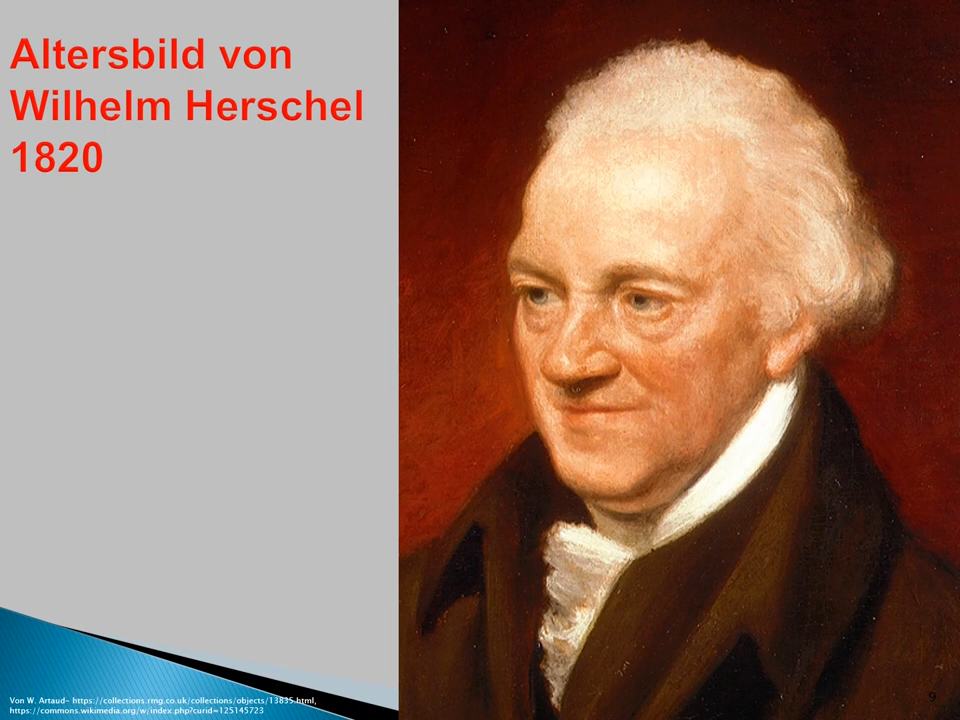 Altersbild von
Wilhelm Herschel
1820
Von W. Artaud- https://collections.rmg.co.uk/collections/objects/13835.html,
https://commons.wikimedia.org/w/index.php?curid=125145723
9